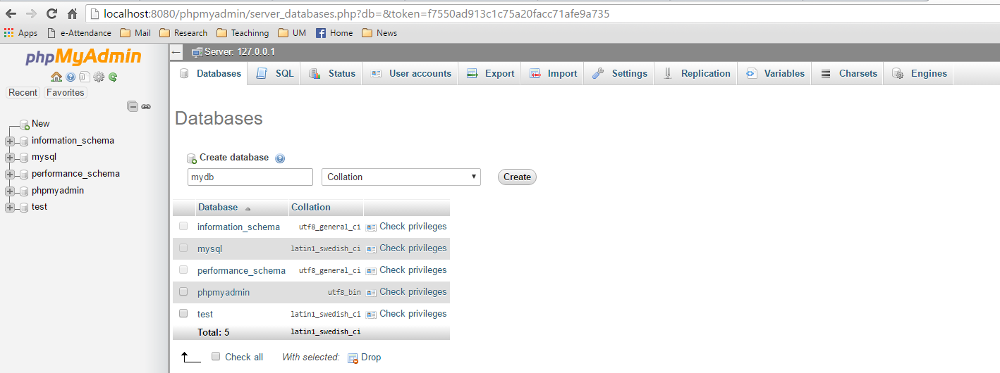 localhost:8080/phpmyadmin/server_databases.php?db=&token=f7550ad913c1c75a20facc71afe9a735
Apps e-Attendance Mail Research Teachinng UM Home News
phpMyAdmin
Recent Favorites
New
information_schema
mysql
performance_schema
phpmyadmin
test
Server: 127.0.0.1
Databases SQL Status User accounts Export Import Settings Replication Variables Charsets Engines
Databases
Create database
mydb Collation Create
Database Collation
information_schema utf8_general_ci Check privileges
mysql latin1_swedish_ci Check privileges
performance_schema utf8_general_ci Check privileges
phpmyadmin utf8_bin Check privileges
test latin1_swedish_ci Check privileges
Total: 5 latin1_swedish_ci
Check all With selected: Drop